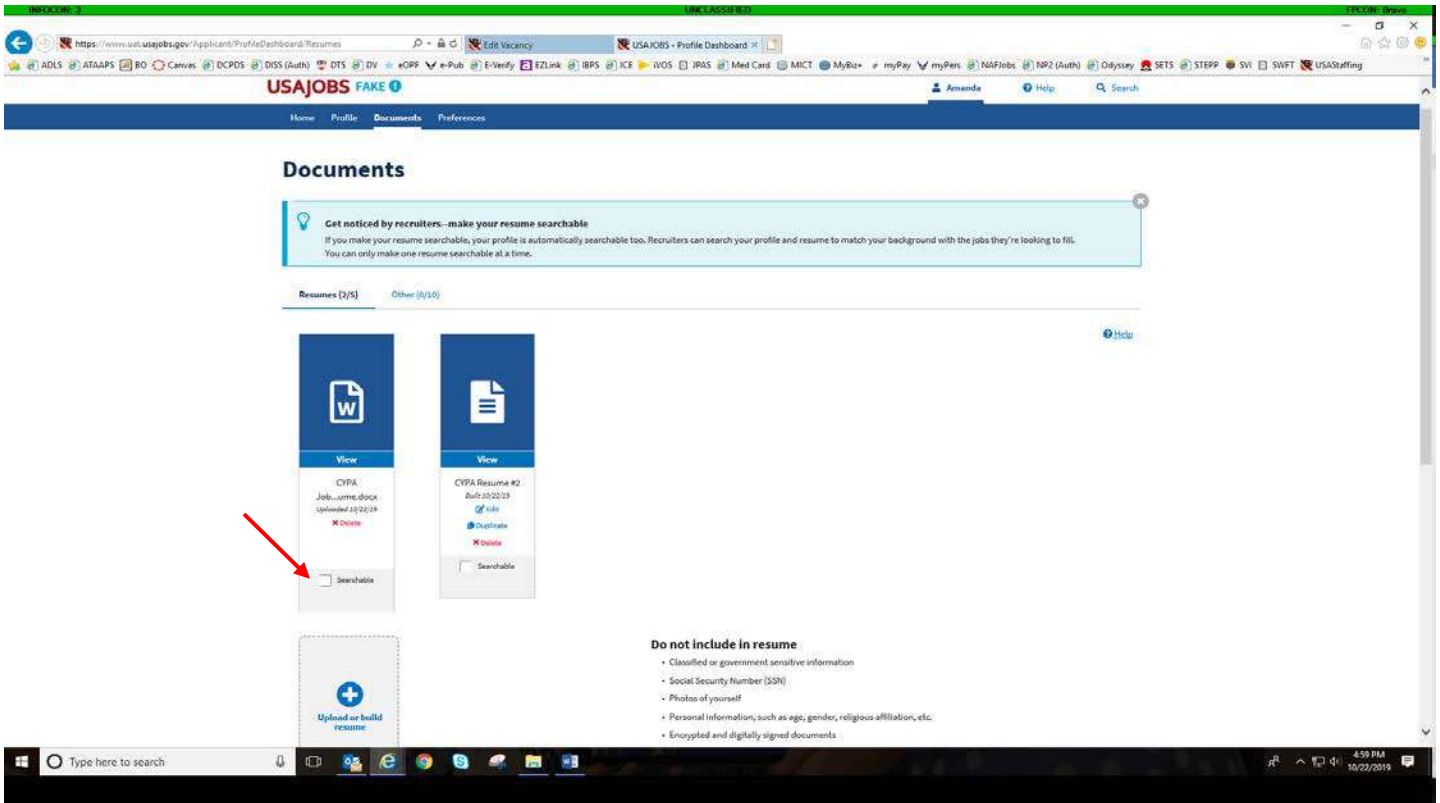 INFOCON: 3 UNCLASSIFIED FPCON: Bravo
https://www.uat.usajobs.gov/Applicant/ProfileDashboard/Resumes Edit Vacancy USAJOBS - Profile Dashboard
ADLS ATAAPS BO Canvas DCPDS DISS (Auth) DTS DV eOPF e-Pub E-Verify EZLink IBPS ICE iVOS JPAS Med Card MICT MyBiz+ myPay myPers NAFJobs NP2 (Auth) Odyssey SETS STEPP SVI SWFT USAStaffing
USAJOBS FAKE Amanda Help Search
Home Profile Documents Preferences
Documents
Get noticed by recruiters--make your resume searchable
If you make your resume searchable, your profile is automatically searchable too. Recruiters can search your profile and resume to match your background with the jobs they're looking to fill.
You can only make one resume searchable at a time.
Resumes (2/5) Other (0/10)
Help
W
View View
CYPA
Job...ume.docx
Uploaded 10/22/19
Delete
Searchable
CYPA Resume #2
Built 10/22/19
Edit
Duplicate
Delete
Searchable
Upload or build
resume
Do not include in resume
• Classified or government sensitive information
• Social Security Number (SSN)
• Photos of yourself
• Personal information, such as age, gender, religious affiliation, etc.
• Encrypted and digitally signed documents
Type here to search
4:59 PM
10/22/2019